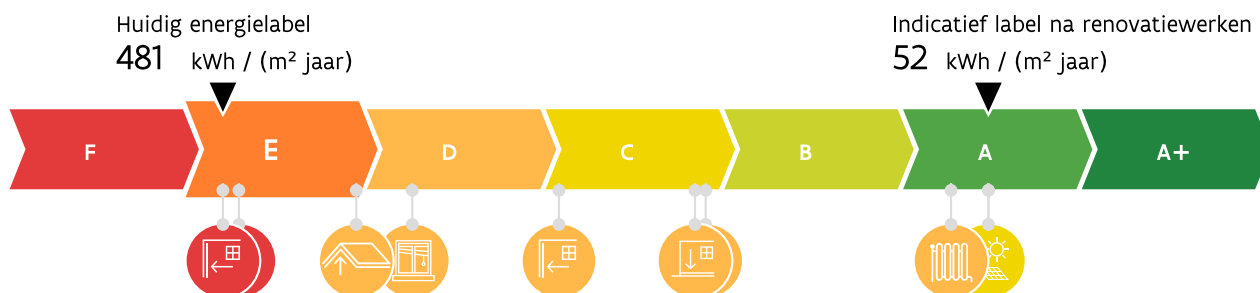 Huidig energielabel
481 kWh / (m² jaar)
Indicatief label na renovatiewerken
52 kWh / (m² jaar)
F E D C B A A+